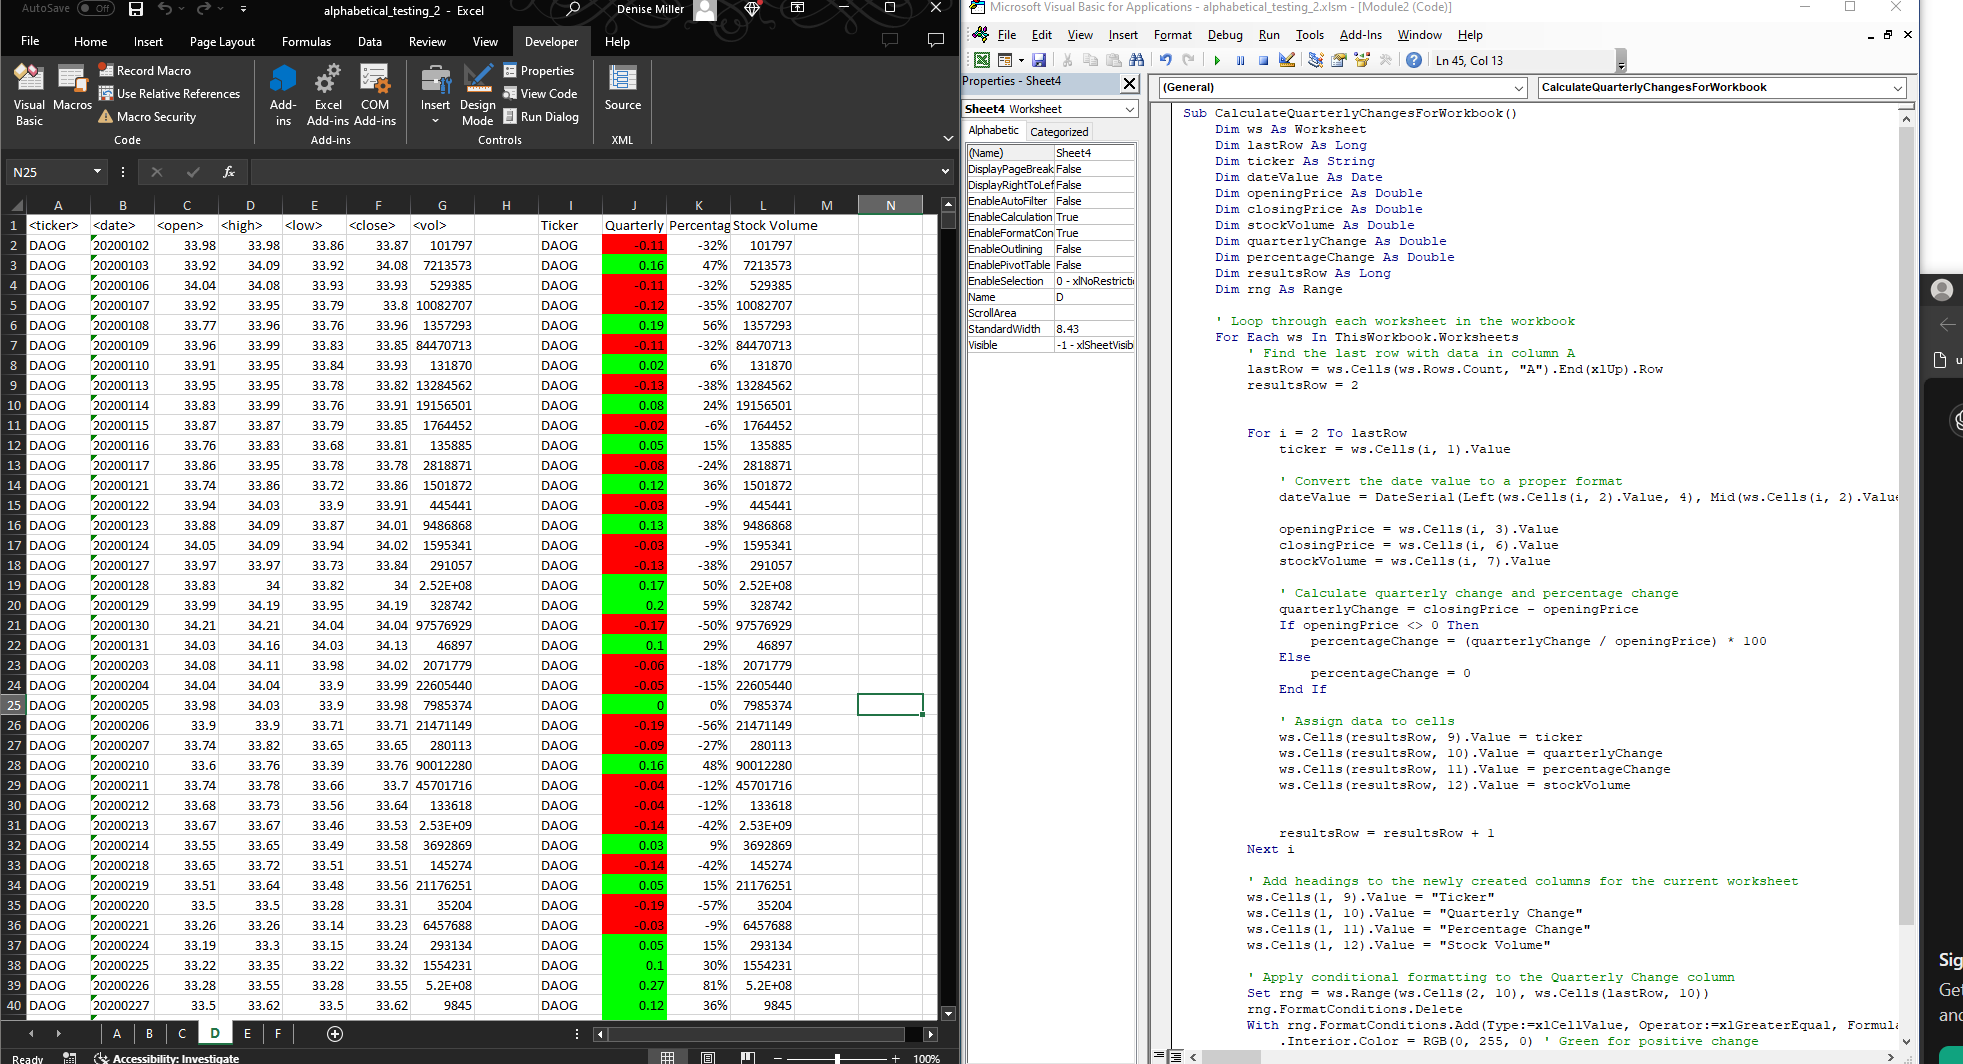 AutoSave Off
alphabetical_testing_2 - Excel
Denise Miller
File Home Insert Page Layout Formulas Data Review View Developer Help
Visual Basic
Macros
Record Macro
Use Relative References
Macro Security
Code
Add-ins
Excel Add-ins
COM Add-ins
Add-ins
Insert
Design Mode
Properties
View Code
Run Dialog
Controls
Source
XML
N25
fx
A B C D E F G H I J K L M N
1 <ticker> <date> <open> <high> <low> <close> <vol> Ticker Quarterly Percentag Stock Volume
2 DAOG 20200102 33.98 33.98 33.86 33.87 101797 DAOG -0.11 -32% 101797
3 DAOG 20200103 33.92 34.09 33.92 34.08 7213573 DAOG 0.16 47% 7213573
4 DAOG 20200106 34.04 34.08 33.93 33.93 529385 DAOG -0.11 -32% 529385
5 DAOG 20200107 33.92 33.95 33.79 33.8 10082707 DAOG -0.12 -35% 10082707
6 DAOG 20200108 33.77 33.96 33.76 33.96 1357293 DAOG 0.19 56% 1357293
7 DAOG 20200109 33.96 33.99 33.83 33.85 84470713 DAOG -0.11 -32% 84470713
8 DAOG 20200110 33.91 33.95 33.84 33.93 131870 DAOG 0.02 6% 131870
9 DAOG 20200113 33.95 33.95 33.78 33.82 13284562 DAOG -0.13 -38% 13284562
10 DAOG 20200114 33.83 33.99 33.76 33.91 19156501 DAOG 0.08 24% 19156501
11 DAOG 20200115 33.87 33.87 33.79 33.85 1764452 DAOG -0.02 -6% 1764452
12 DAOG 20200116 33.76 33.83 33.68 33.81 135885 DAOG 0.05 15% 135885
13 DAOG 20200117 33.86 33.95 33.78 33.78 2818871 DAOG -0.08 -24% 2818871
14 DAOG 20200121 33.74 33.86 33.72 33.86 1501872 DAOG 0.12 36% 1501872
15 DAOG 20200122 33.94 34.03 33.9 33.91 445441 DAOG -0.03 -9% 445441
16 DAOG 20200123 33.88 34.09 33.87 34.01 9486868 DAOG 0.13 38% 9486868
17 DAOG 20200124 34.05 34.09 33.94 34.02 1595341 DAOG -0.03 -9% 1595341
18 DAOG 20200127 33.97 33.97 33.73 33.84 291057 DAOG -0.13 -38% 291057
19 DAOG 20200128 33.83 34 33.82 34 2.52E+08 DAOG 0.17 50% 2.52E+08
20 DAOG 20200129 33.99 34.19 33.95 34.19 328742 DAOG 0.2 59% 328742
21 DAOG 20200130 34.21 34.21 34.04 34.04 97576929 DAOG -0.17 -50% 97576929
22 DAOG 20200131 34.03 34.16 34.03 34.13 46897 DAOG 0.1 29% 46897
23 DAOG 20200203 34.08 34.11 33.98 34.02 2071779 DAOG -0.06 -18% 2071779
24 DAOG 20200204 34.04 34.04 33.9 33.99 22605440 DAOG -0.05 -15% 22605440
25 DAOG 20200205 33.98 34.03 33.9 33.98 7985374 DAOG 0 0% 7985374
26 DAOG 20200206 33.9 33.9 33.71 33.71 21471149 DAOG -0.19 -56% 21471149
27 DAOG 20200207 33.74 33.82 33.65 33.65 280113 DAOG -0.09 -27% 280113
28 DAOG 20200210 33.6 33.76 33.39 33.76 90012280 DAOG 0.16 48% 90012280
29 DAOG 20200211 33.74 33.78 33.66 33.7 45701716 DAOG -0.04 -12% 45701716
30 DAOG 20200212 33.68 33.73 33.56 33.64 133618 DAOG -0.04 -12% 133618
31 DAOG 20200213 33.67 33.67 33.46 33.53 2.53E+09 DAOG -0.14 -42% 2.53E+09
32 DAOG 20200214 33.55 33.65 33.49 33.58 3692869 DAOG 0.03 9% 3692869
33 DAOG 20200218 33.65 33.72 33.51 33.51 145274 DAOG -0.14 -42% 145274
34 DAOG 20200219 33.51 33.64 33.48 33.56 21176251 DAOG 0.05 15% 21176251
35 DAOG 20200220 33.5 33.5 33.28 33.31 35204 DAOG -0.19 -57% 35204
36 DAOG 20200221 33.26 33.26 33.14 33.23 6457688 DAOG -0.03 -9% 6457688
37 DAOG 20200224 33.19 33.3 33.15 33.24 293134 DAOG 0.05 15% 293134
38 DAOG 20200225 33.22 33.35 33.22 33.32 1554231 DAOG 0.1 30% 1554231
39 DAOG 20200226 33.28 33.55 33.28 33.55 5.2E+08 DAOG 0.27 81% 5.2E+08
40 DAOG 20200227 33.5 33.62 33.5 33.62 9845 DAOG 0.12 36% 9845
A B C D E F
Ready Accessibility: Investigate 100%
Microsoft Visual Basic for Applications - alphabetical_testing_2.xlsm - [Module2 (Code)]
File Edit View Insert Format Debug Run Tools Add-Ins Window Help
Ln 45, Col 13
Properties - Sheet4
Sheet4 Worksheet
Alphabetic Categorized
(Name) Sheet4
DisplayPageBreak False
DisplayRightToLef False
EnableAutoFilter False
EnableCalculation True
EnableFormatCon True
EnableOutlining False
EnablePivotTable False
EnableSelection 0 - xlNoRestricti
Name D
ScrollArea
StandardWidth 8.43
Visible -1 - xlSheetVisib
(General)
CalculateQuarterlyChangesForWorkbook
Sub CalculateQuarterlyChangesForWorkbook()
Dim ws As Worksheet
Dim lastRow As Long
Dim ticker As String
Dim dateValue As Date
Dim openingPrice As Double
Dim closingPrice As Double
Dim stockVolume As Double
Dim quarterlyChange As Double
Dim percentageChange As Double
Dim resultsRow As Long
Dim rng As Range
' Loop through each worksheet in the workbook
For Each ws In ThisWorkbook.Worksheets
' Find the last row with data in column A
lastRow = ws.Cells(ws.Rows.Count, "A").End(xlUp).Row
resultsRow = 2
For i = 2 To lastRow
ticker = ws.Cells(i, 1).Value
' Convert the date value to a proper format
dateValue = DateSerial(Left(ws.Cells(i, 2).Value, 4), Mid(ws.Cells(i, 2).Value
openingPrice = ws.Cells(i, 3).Value
closingPrice = ws.Cells(i, 6).Value
stockVolume = ws.Cells(i, 7).Value
' Calculate quarterly change and percentage change
quarterlyChange = closingPrice - openingPrice
If openingPrice <> 0 Then
percentageChange = (quarterlyChange / openingPrice) * 100
Else
percentageChange = 0
End If
' Assign data to cells
ws.Cells(resultsRow, 9).Value = ticker
ws.Cells(resultsRow, 10).Value = quarterlyChange
ws.Cells(resultsRow, 11).Value = percentageChange
ws.Cells(resultsRow, 12).Value = stockVolume
resultsRow = resultsRow + 1
Next i
' Add headings to the newly created columns for the current worksheet
ws.Cells(1, 9).Value = "Ticker"
ws.Cells(1, 10).Value = "Quarterly Change"
ws.Cells(1, 11).Value = "Percentage Change"
ws.Cells(1, 12).Value = "Stock Volume"
' Apply conditional formatting to the Quarterly Change column
Set rng = ws.Range(ws.Cells(2, 10), ws.Cells(lastRow, 10))
rng.FormatConditions.Delete
With rng.FormatConditions.Add(Type:=xlCellValue, Operator:=xlGreaterEqual, Formula
.Interior.Color = RGB(0, 255, 0) ' Green for positive change
Sig
Get
and